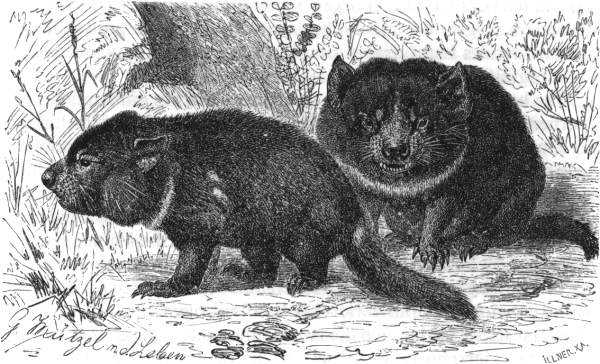 G. Mützel n. d. Leben
ILLNER. X.A.